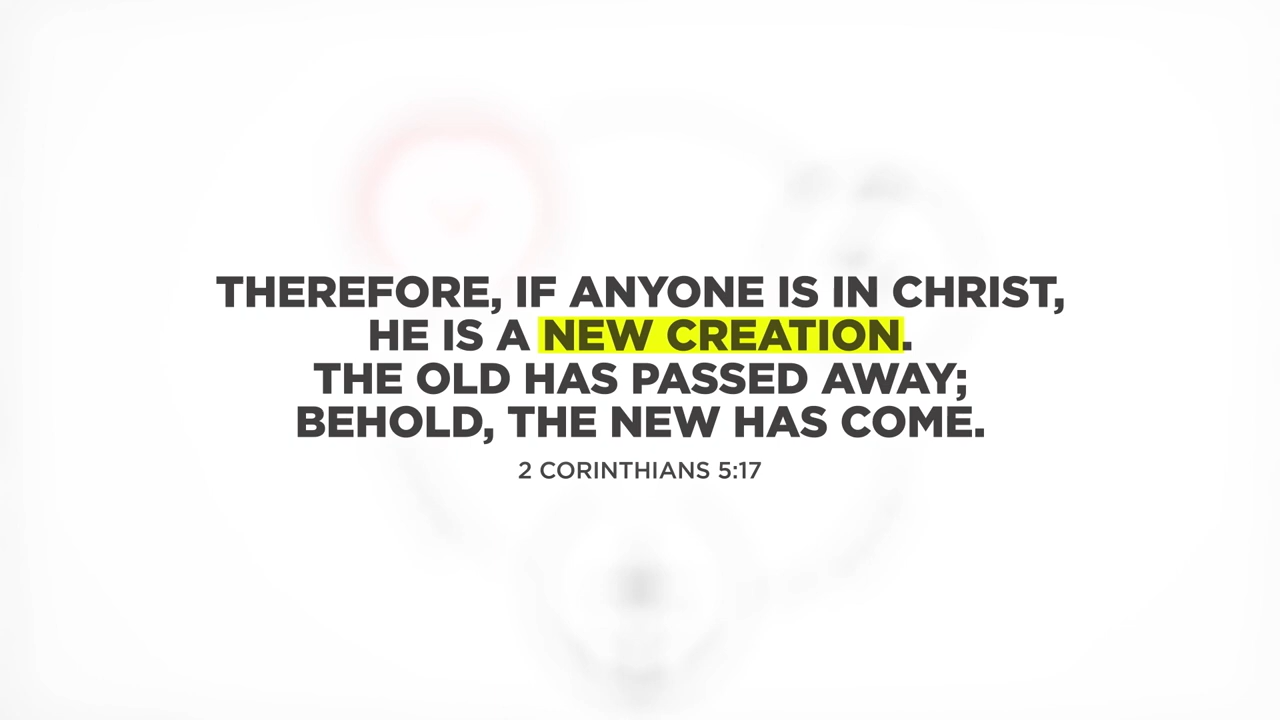 THEREFORE, IF ANYONE IS IN CHRIST,
HE IS A NEW CREATION.
THE OLD HAS PASSED AWAY;
BEHOLD, THE NEW HAS COME.
2 CORINTHIANS 5:17